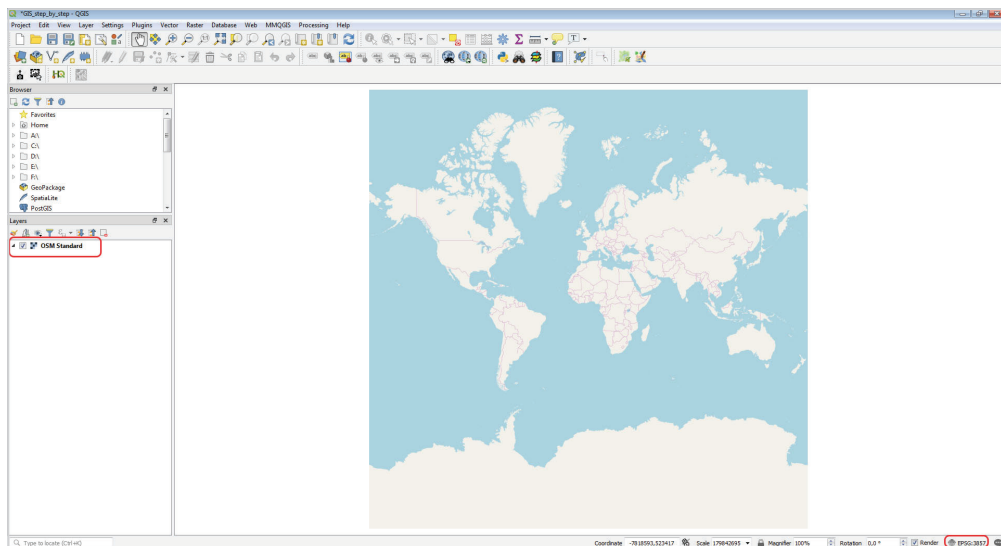 *GIS_step_by_step - QGIS
Project Edit View Layer Settings Plugins Vector Raster Database Web MMQGIS Processing Help
Browser
Favorites
Home
A:\
C:\
D:\
E:\
F:\
GeoPackage
SpatiaLite
PostGIS
Layers
OSM Standard
Type to locate (Ctrl+K) Coordinate -7818593,523417 Scale 179842695 Magnifier 100% Rotation 0,0 ° Render EPSG:3857